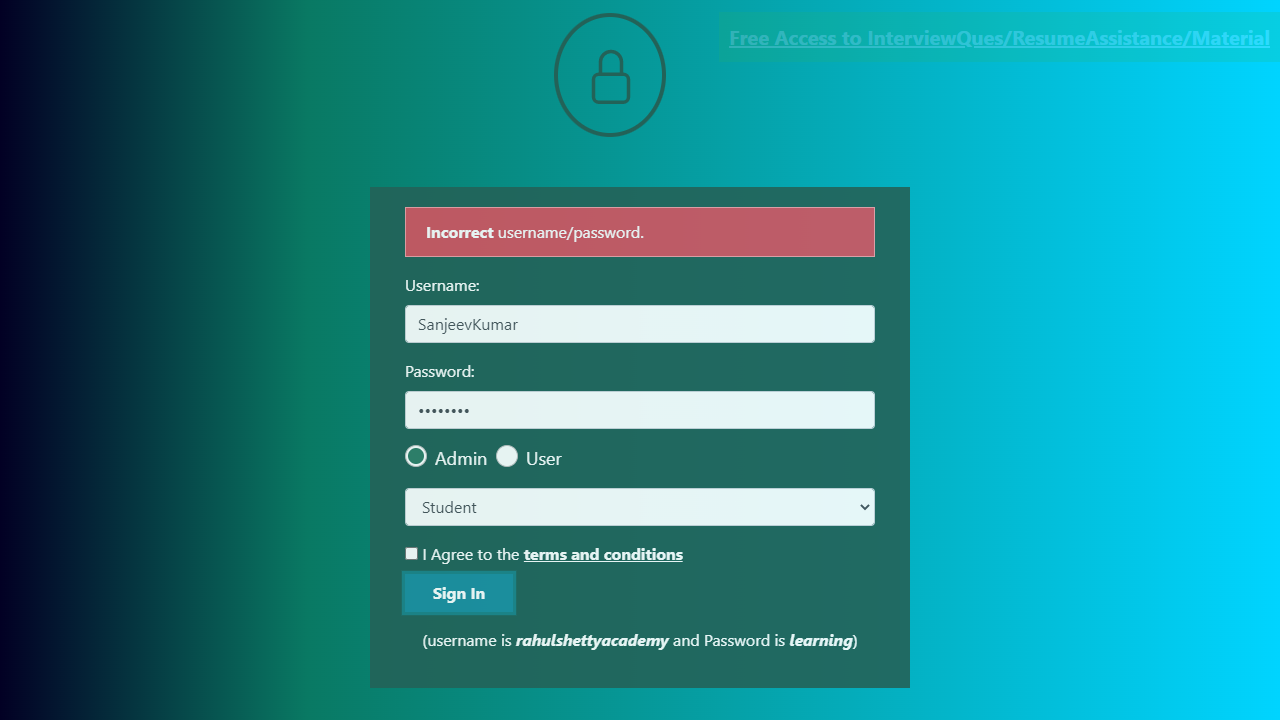 Free Access to InterviewQues/ResumeAssistance/Material
Incorrect username/password.
Username:
SanjeevKumar
Password:
••••••••
Admin User
Student
I Agree to the terms and conditions
Sign In
(username is rahulshettyacademy and Password is learning)